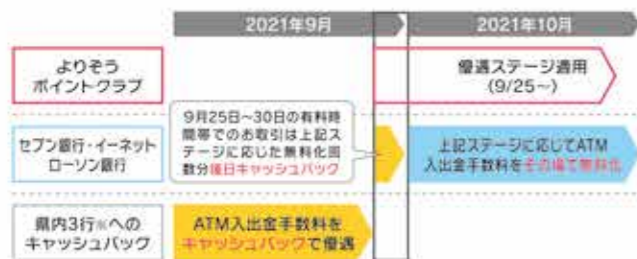 2021年9月
2021年10月
よりそう
ポイントクラブ
優遇ステージ適用
(9/25～)
セブン銀行・イーネット
ローソン銀行
9月25日～30日の有料時
間帯でのお取引は上記ステ
ージに応じた無料化回
数分後日キャッシュバック
上記ステージに応じてATM
入出金手数料をその場で無料化
県内3行※への
キャッシュバック
ATM入出金手数料を
キャッシュバックで優遇